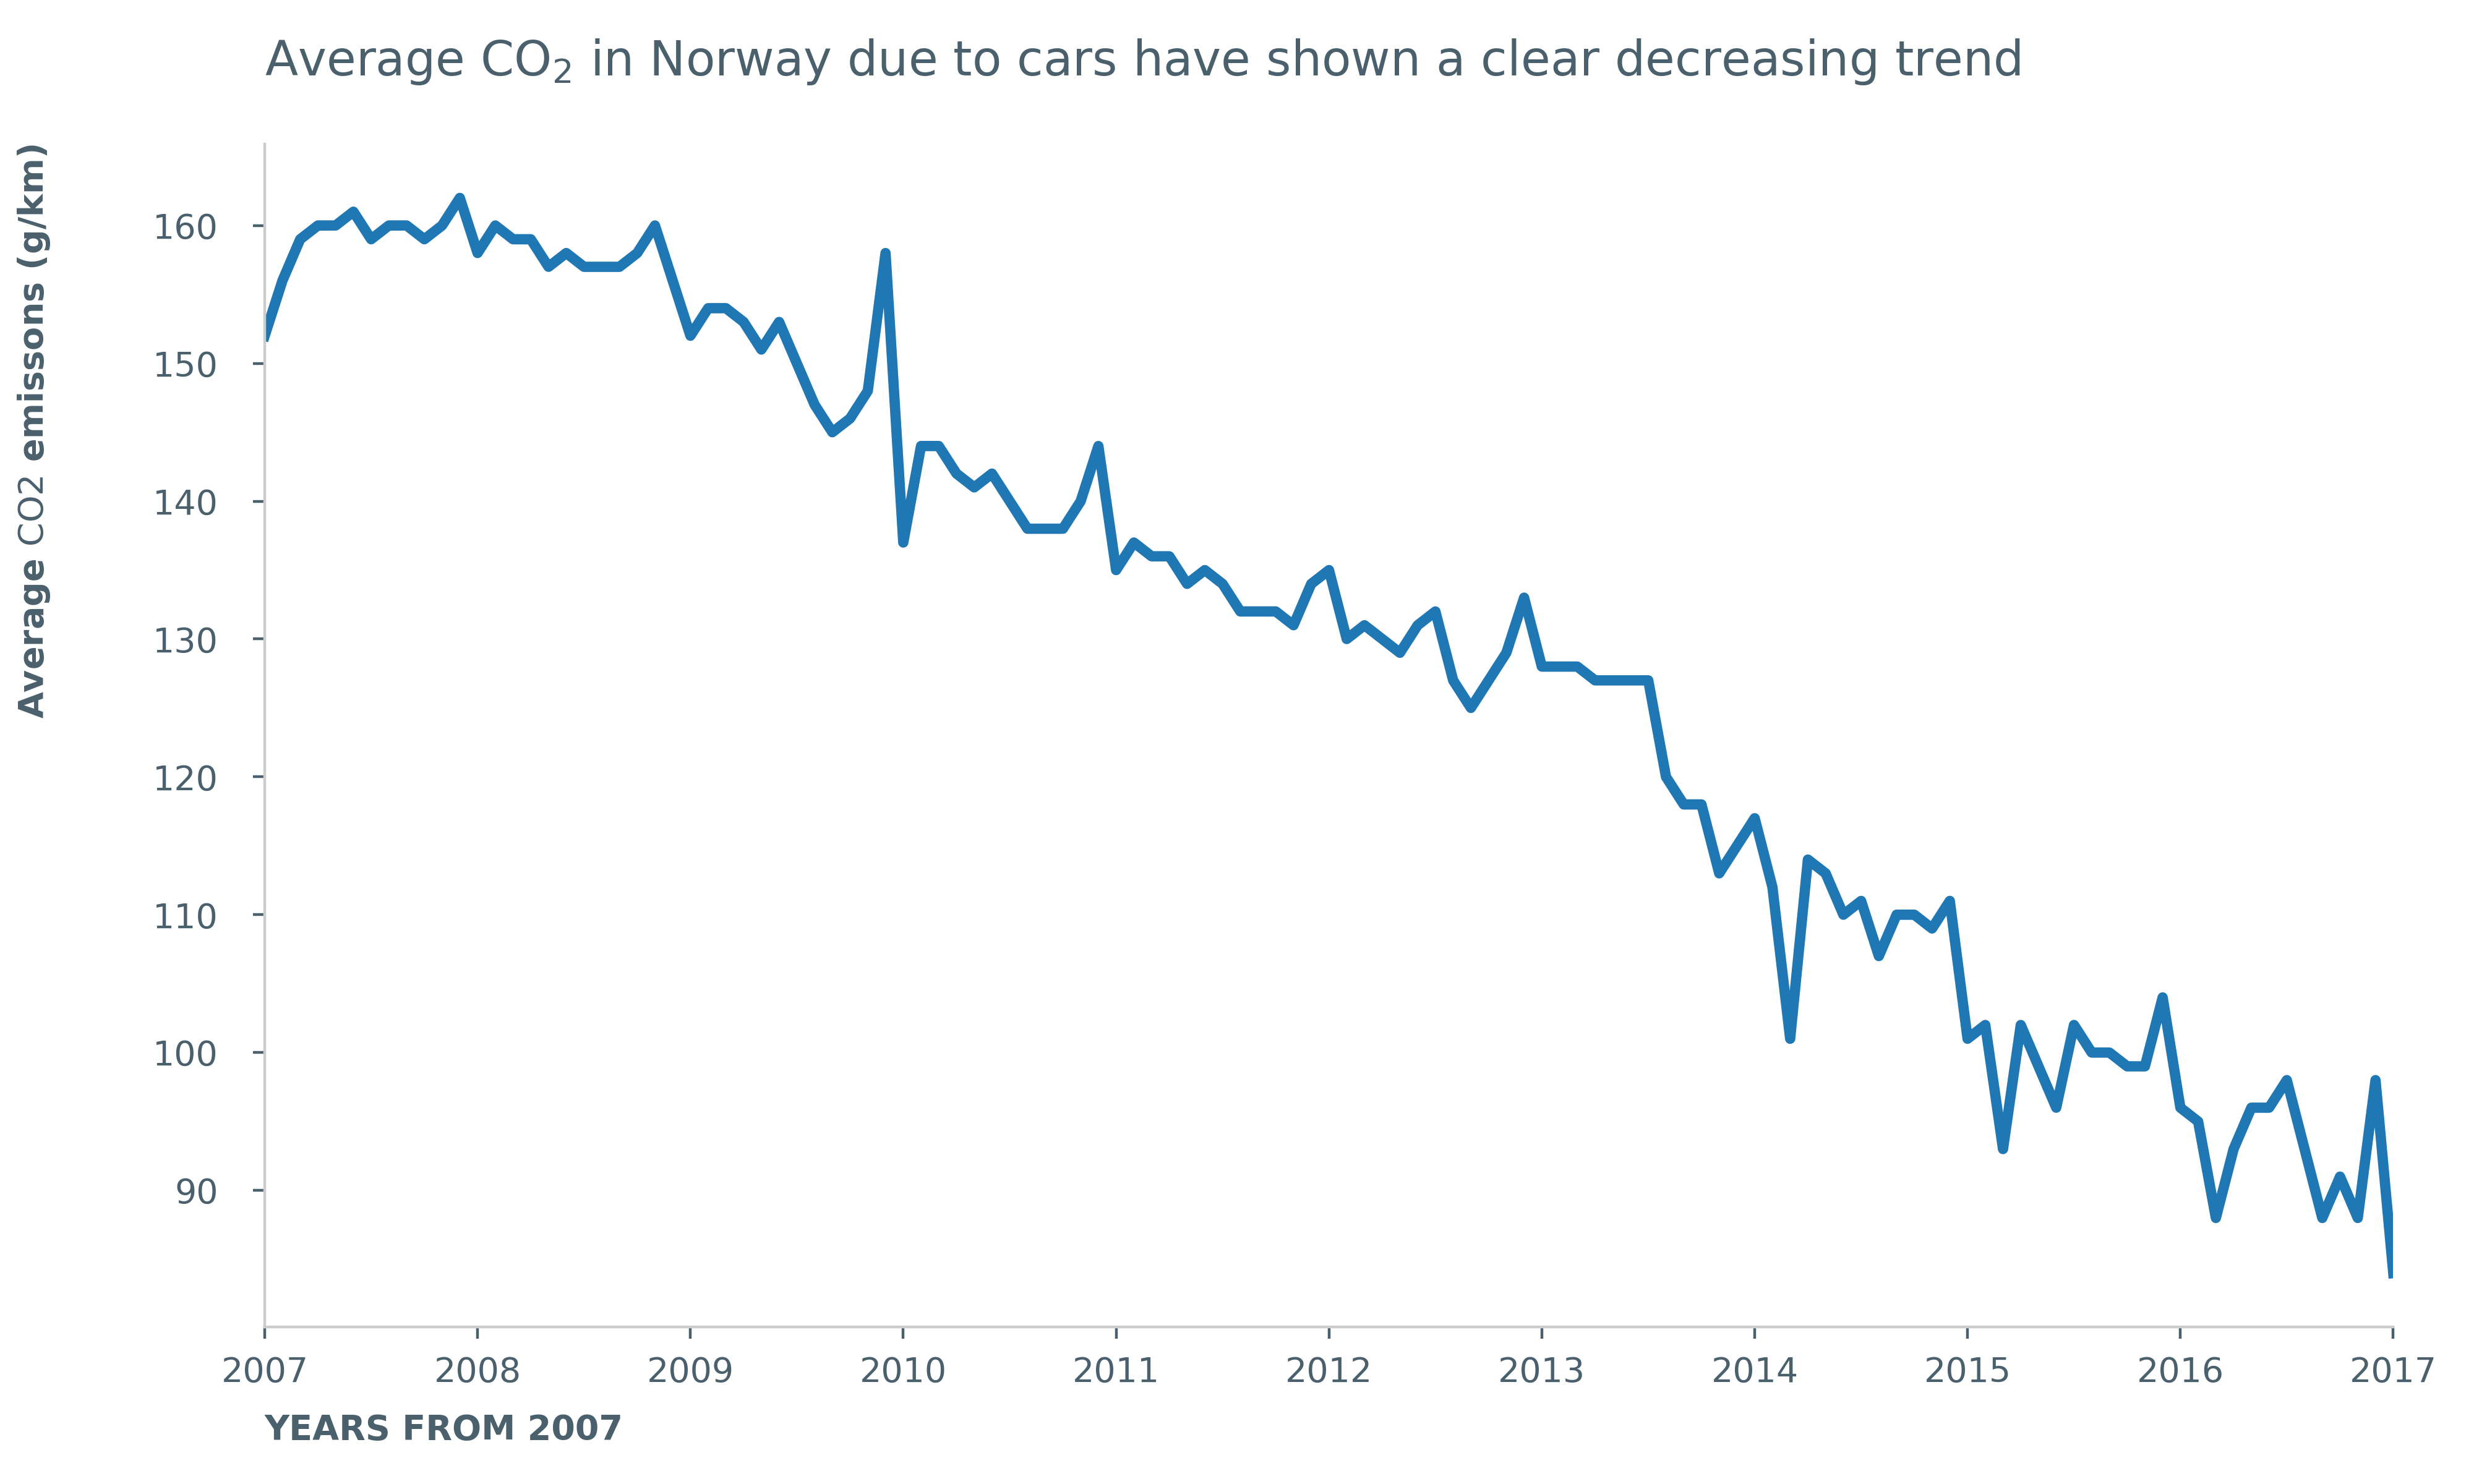 Average CO₂ in Norway due to cars have shown a clear decreasing trend
Average CO2 emissons (g/km)
160
150
140
130
120
110
100
90
2007 2008 2009 2010 2011 2012 2013 2014 2015 2016 2017
YEARS FROM 2007